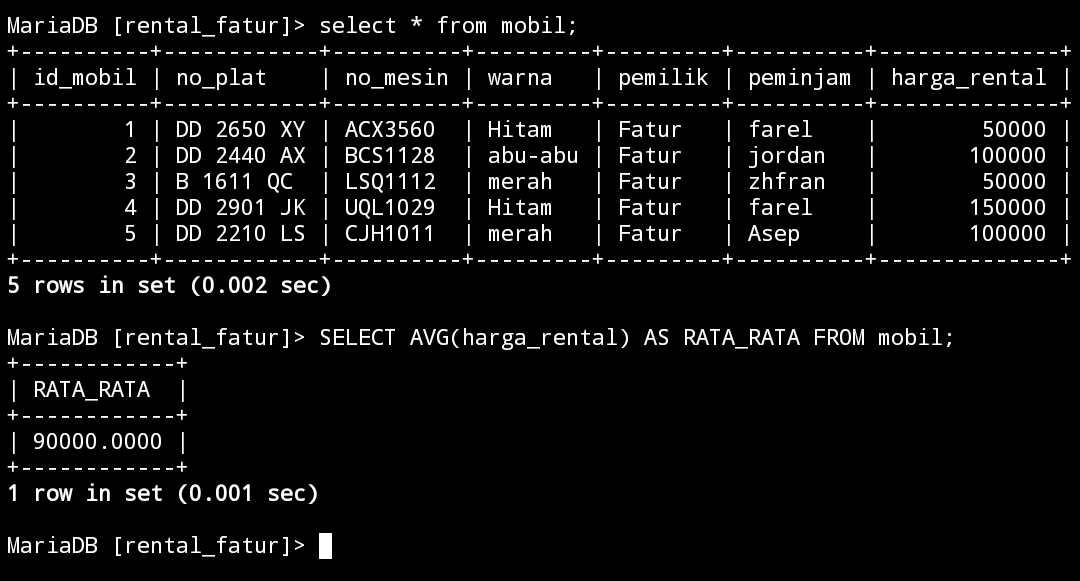 MariaDB [rental_fatur]> select * from mobil;
+----------+------------+----------+---------+---------+----------+--------------+
| id_mobil | no_plat    | no_mesin | warna   | pemilik | peminjam | harga_rental |
+----------+------------+----------+---------+---------+----------+--------------+
|        1 | DD 2650 XY | ACX3560  | Hitam   | Fatur   | farel    |        50000 |
|        2 | DD 2440 AX | BCS1128  | abu-abu | Fatur   | jordan   |       100000 |
|        3 | B 1611 QC  | LSQ1112  | merah   | Fatur   | zhfran   |        50000 |
|        4 | DD 2901 JK | UQL1029  | Hitam   | Fatur   | farel    |       150000 |
|        5 | DD 2210 LS | CJH1011  | merah   | Fatur   | Asep     |       100000 |
+----------+------------+----------+---------+---------+----------+--------------+
5 rows in set (0.002 sec)
MariaDB [rental_fatur]> SELECT AVG(harga_rental) AS RATA_RATA FROM mobil;
+------------+
| RATA_RATA  |
+------------+
| 90000.0000 |
+------------+
1 row in set (0.001 sec)
MariaDB [rental_fatur]>